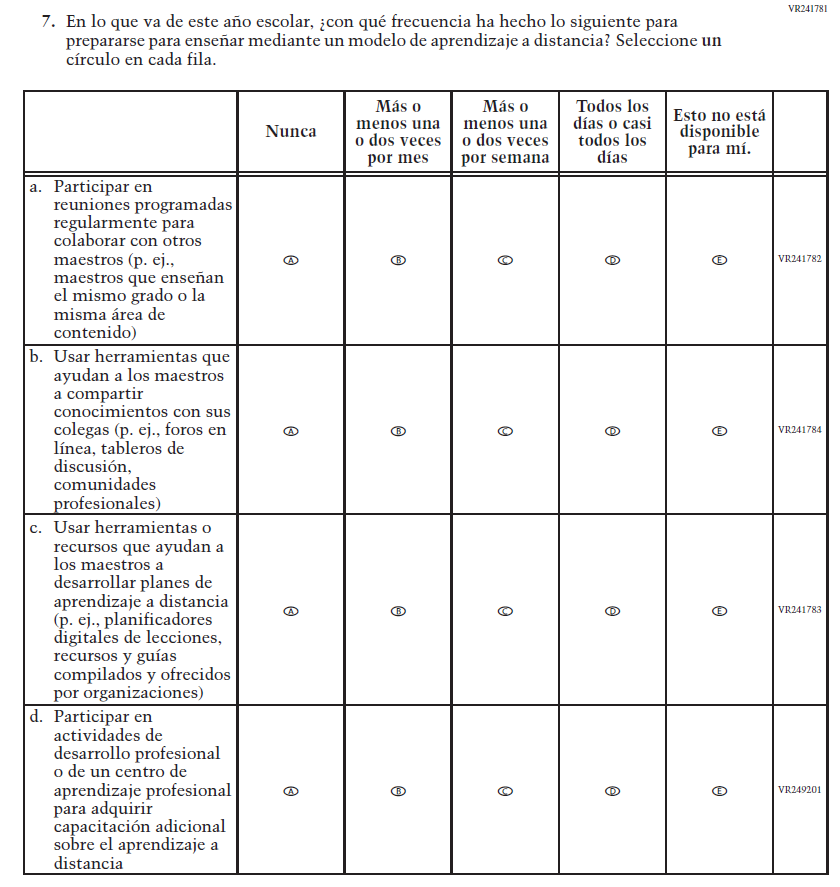 VR241781
7. En lo que va de este año escolar, ¿con qué frecuencia ha hecho lo siguiente para
prepararse para enseñar mediante un modelo de aprendizaje a distancia? Seleccione un
círculo en cada fila.
Nunca
Más o
menos una
o dos veces
por mes
Más o
menos una
o dos veces
por semana
Todos los
días o casi
todos los
días
Esto no está
disponible
para mí.
a. Participar en
reuniones programadas
regularmente para
colaborar con otros
maestros (p. ej.,
maestros que enseñan
el mismo grado o la
misma área de
contenido)
A B C D E VR241782
b. Usar herramientas que
ayudan a los maestros
a compartir
conocimientos con sus
colegas (p. ej., foros en
línea, tableros de
discusión,
comunidades
profesionales)
A B C D E VR241784
c. Usar herramientas o
recursos que ayudan a
los maestros a
desarrollar planes de
aprendizaje a distancia
(p. ej., planificadores
digitales de lecciones,
recursos y guías
compilados y ofrecidos
por organizaciones)
A B C D E VR241783
d. Participar en
actividades de
desarrollo profesional
o de un centro de
aprendizaje profesional
para adquirir
capacitación adicional
sobre el aprendizaje a
distancia
A B C D E VR249201